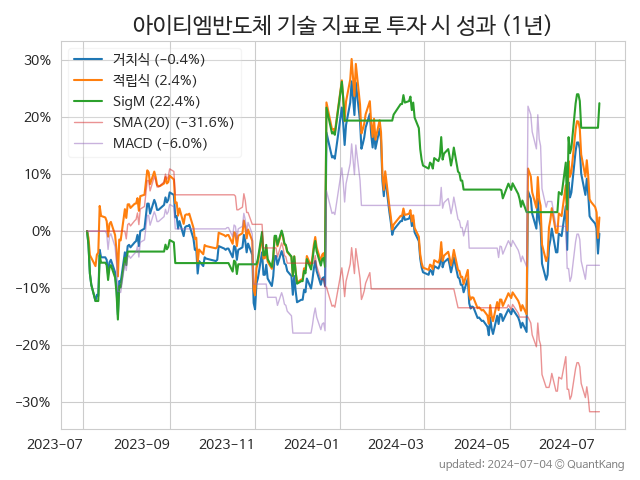 아이티엠반도체 기술 지표로 투자 시 성과 (1년)
거치식 (−0.4%)
적립식 (2.4%)
SigM (22.4%)
SMA(20) (−31.6%)
MACD (−6.0%)
30%
20%
10%
0%
−10%
−20%
−30%
2023-07 2023-09 2023-11 2024-01 2024-03 2024-05 2024-07
updated: 2024-07-04 © QuantKang